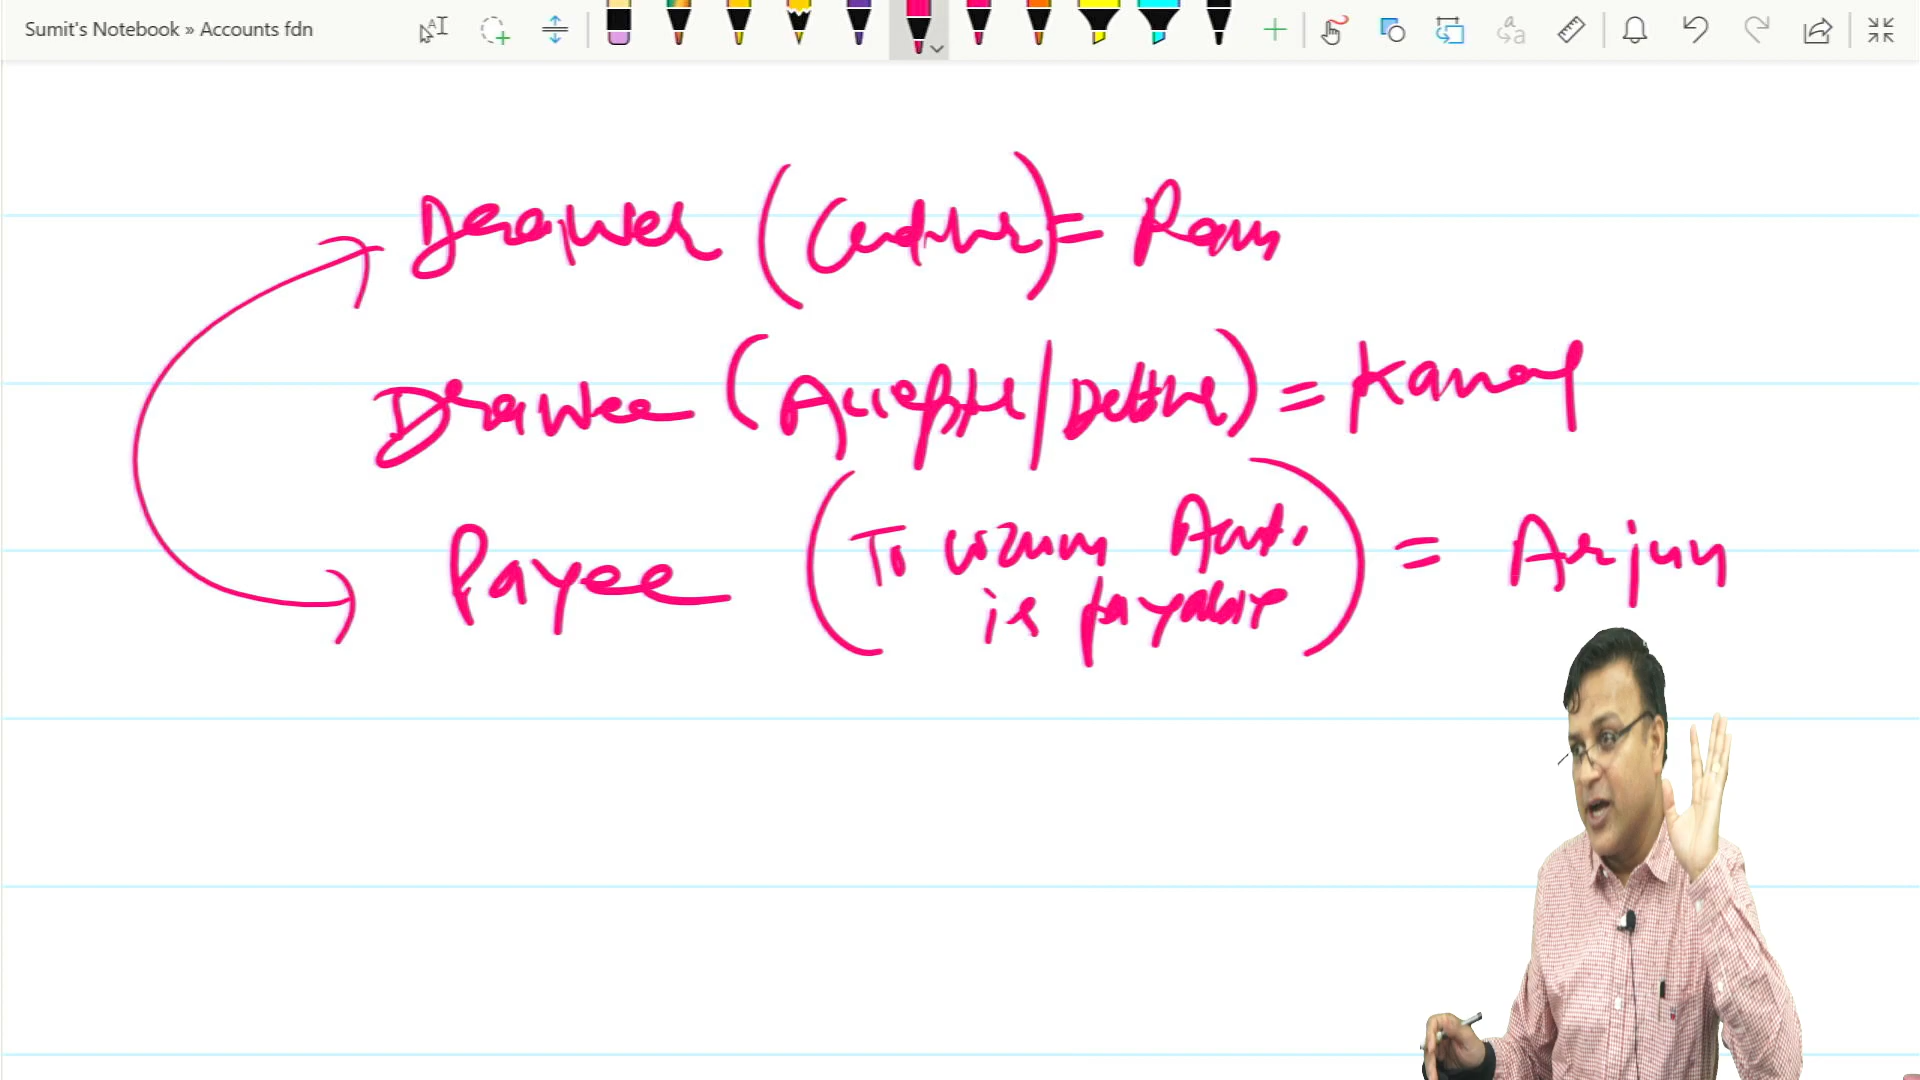 Sumit's Notebook » Accounts fdn
Drawer (Creditor) = Ram
Drawee (Acceptor/Debtor) = Kamal
Payee (To whom Amt. is payable) = Arjun